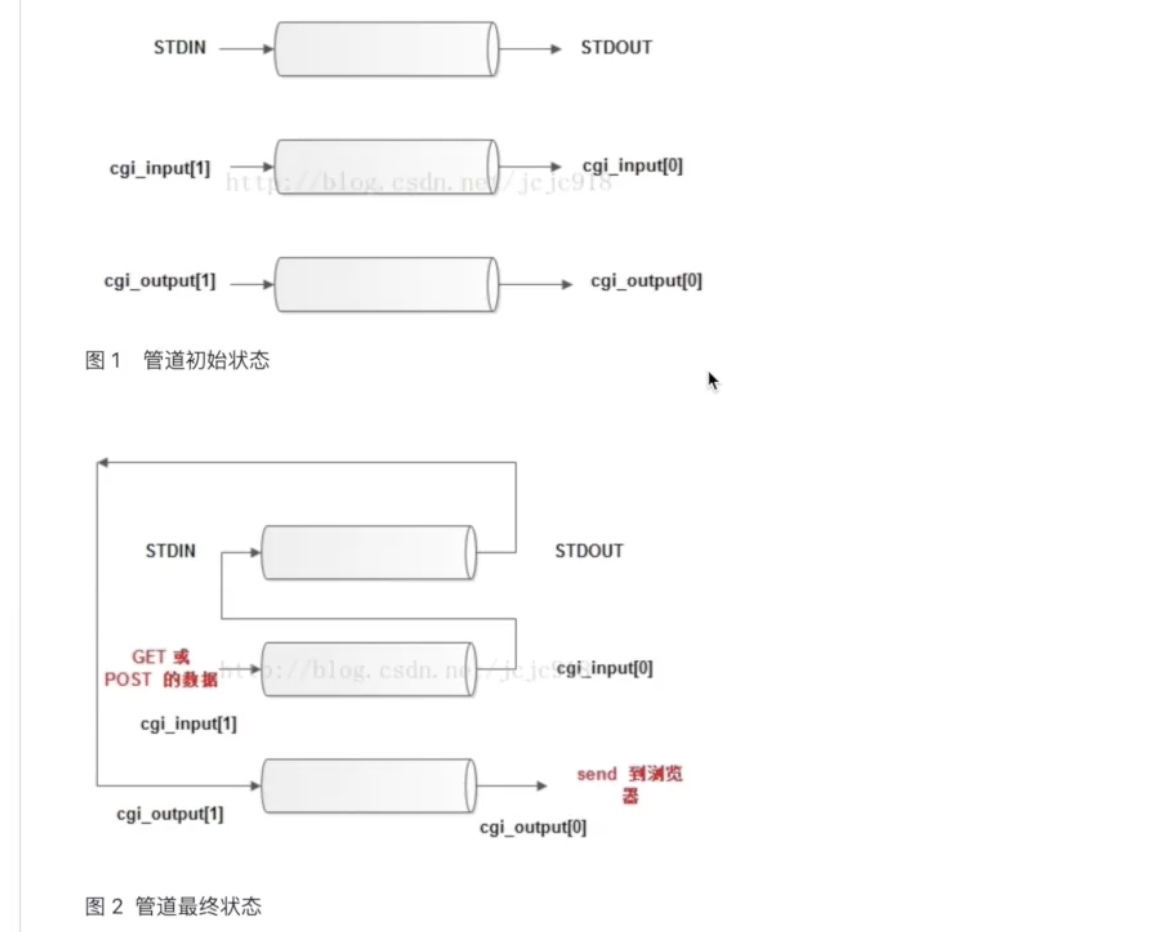 STDIN STDOUT
cgi_input[1] cgi_input[0]
http://blog.csdn.net/jcjc918
cgi_output[1] cgi_output[0]
图 1 管道初始状态
STDIN STDOUT
GET 或
POST 的数据
http://blog.csdn.net/jcjc918
cgi_input[0]
cgi_input[1]
send 到浏览
器
cgi_output[1]
cgi_output[0]
图 2 管道最终状态